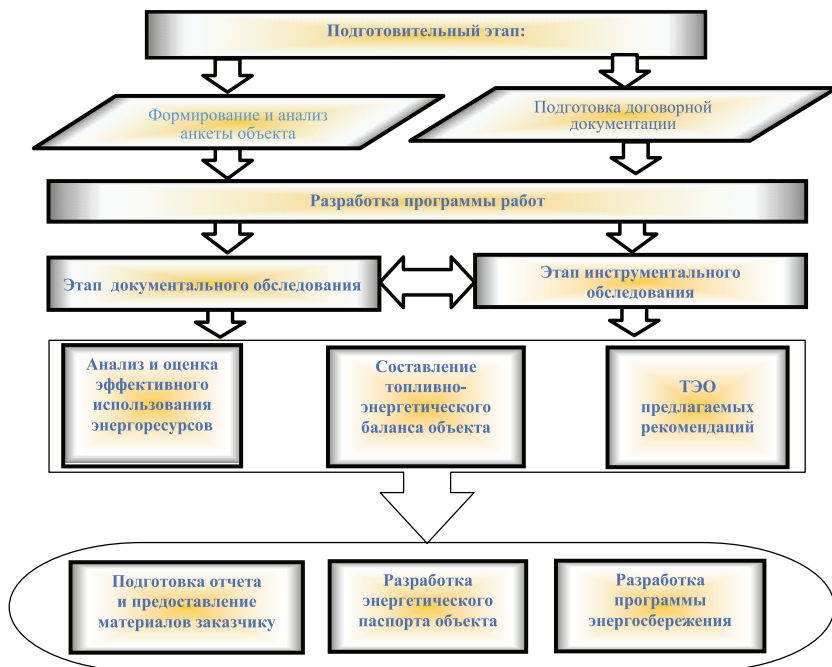 Подготовительный этап:
Формирование и анализ
анкеты объекта
Подготовка договорной
документации
Разработка программы работ
Этап документального обследования
Этап инструментального
обследования
Анализ и оценка
эффективного
использования
энергоресурсов
Составление
топливно-
энергетического
баланса объекта
ТЭО
предлагаемых
рекомендаций
Подготовка отчета
и предоставление
материалов заказчику
Разработка
энергетического
паспорта объекта
Разработка
программы
энергосбережения